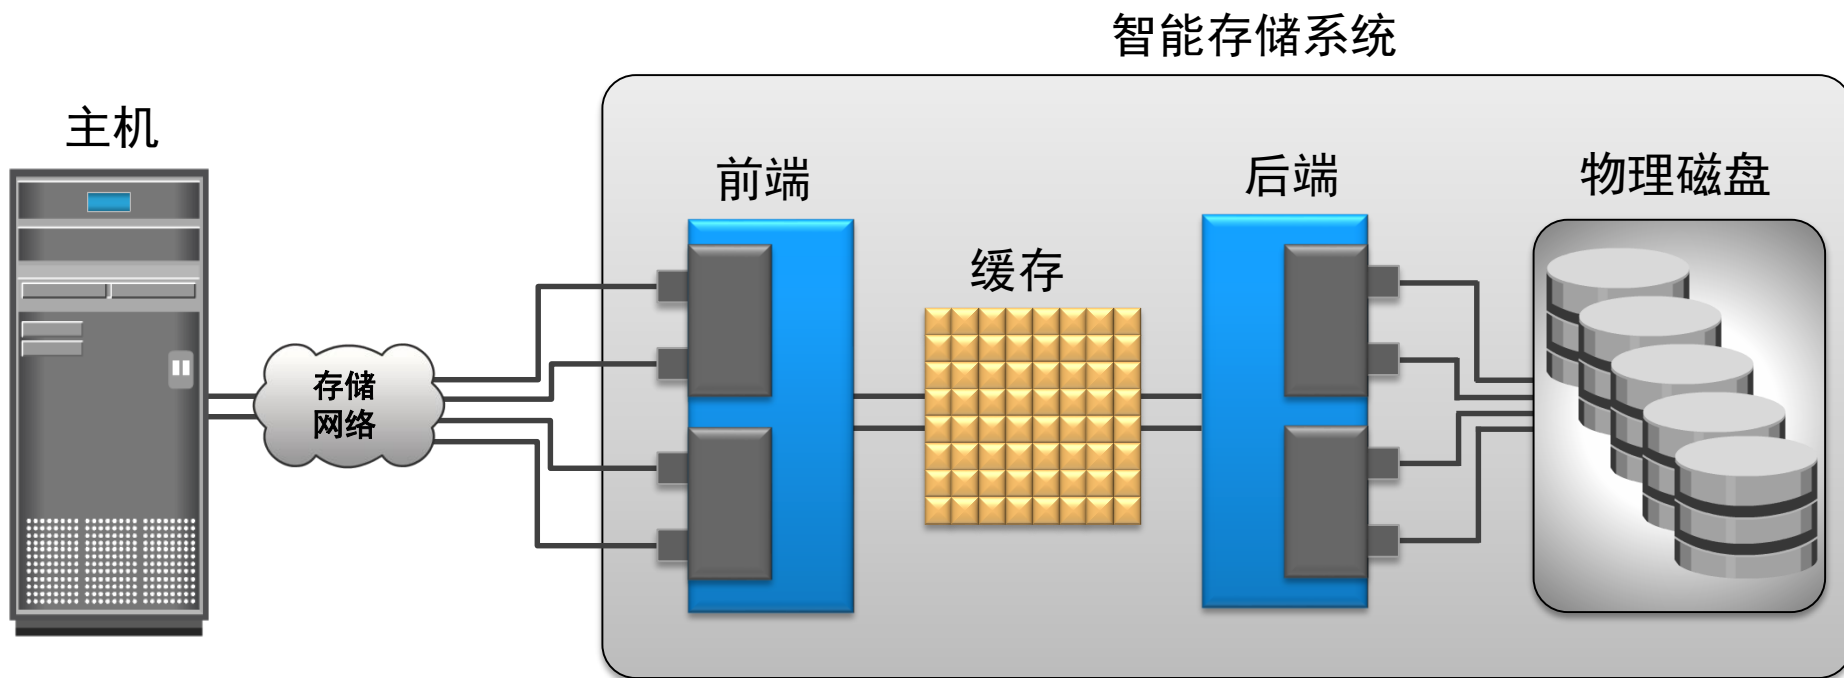 智能存储系统
主机
前端
后端
物理磁盘
缓存
存储
网络